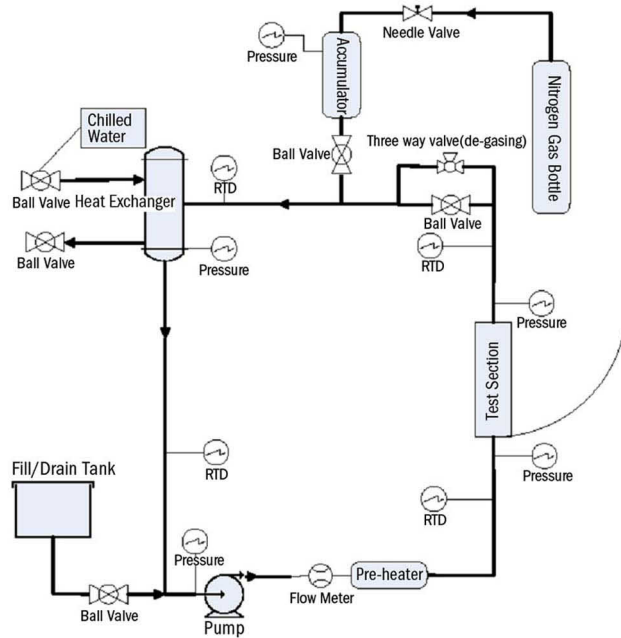 Needle Valve
Pressure
Accumulator
Nitrogen Gas Bottle
Chilled
Water
Three way valve(de-gasing)
Ball Valve
RTD
Ball Valve
Heat Exchanger
Ball Valve
Ball Valve
Pressure
RTD
Pressure
Test Section
Fill/Drain Tank
RTD
Pressure
RTD
Pressure
Pre-heater
Flow Meter
Ball Valve
Pump